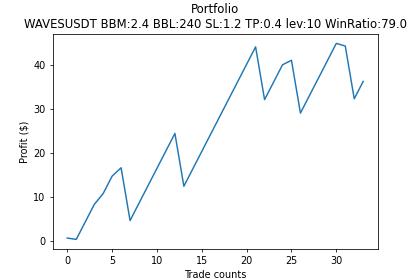 Portfolio
WAVESUSDT BBM:2.4 BBL:240 SL:1.2 TP:0.4 lev:10 WinRatio:79.0
40
30
20
10
0
Profit ($)
0 5 10 15 20 25 30
Trade counts